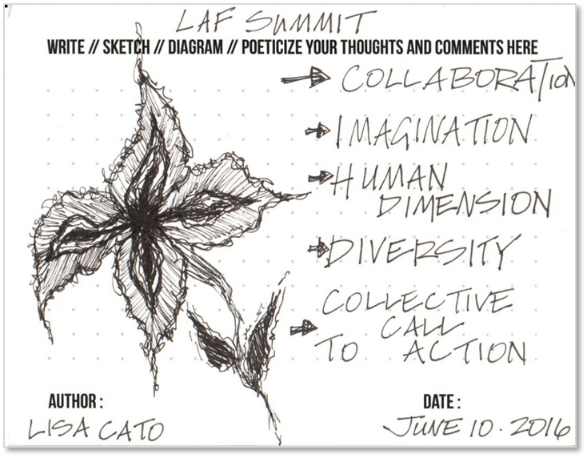 LAF SUMMIT
WRITE // SKETCH // DIAGRAM // POETICIZE YOUR THOUGHTS AND COMMENTS HERE
COLLABORATION
IMAGINATION
HUMAN
DIMENSION
DIVERSITY
COLLECTIVE
CALL
TO ACTION
AUTHOR :
DATE :
LISA CATO
JUNE 10 · 2016